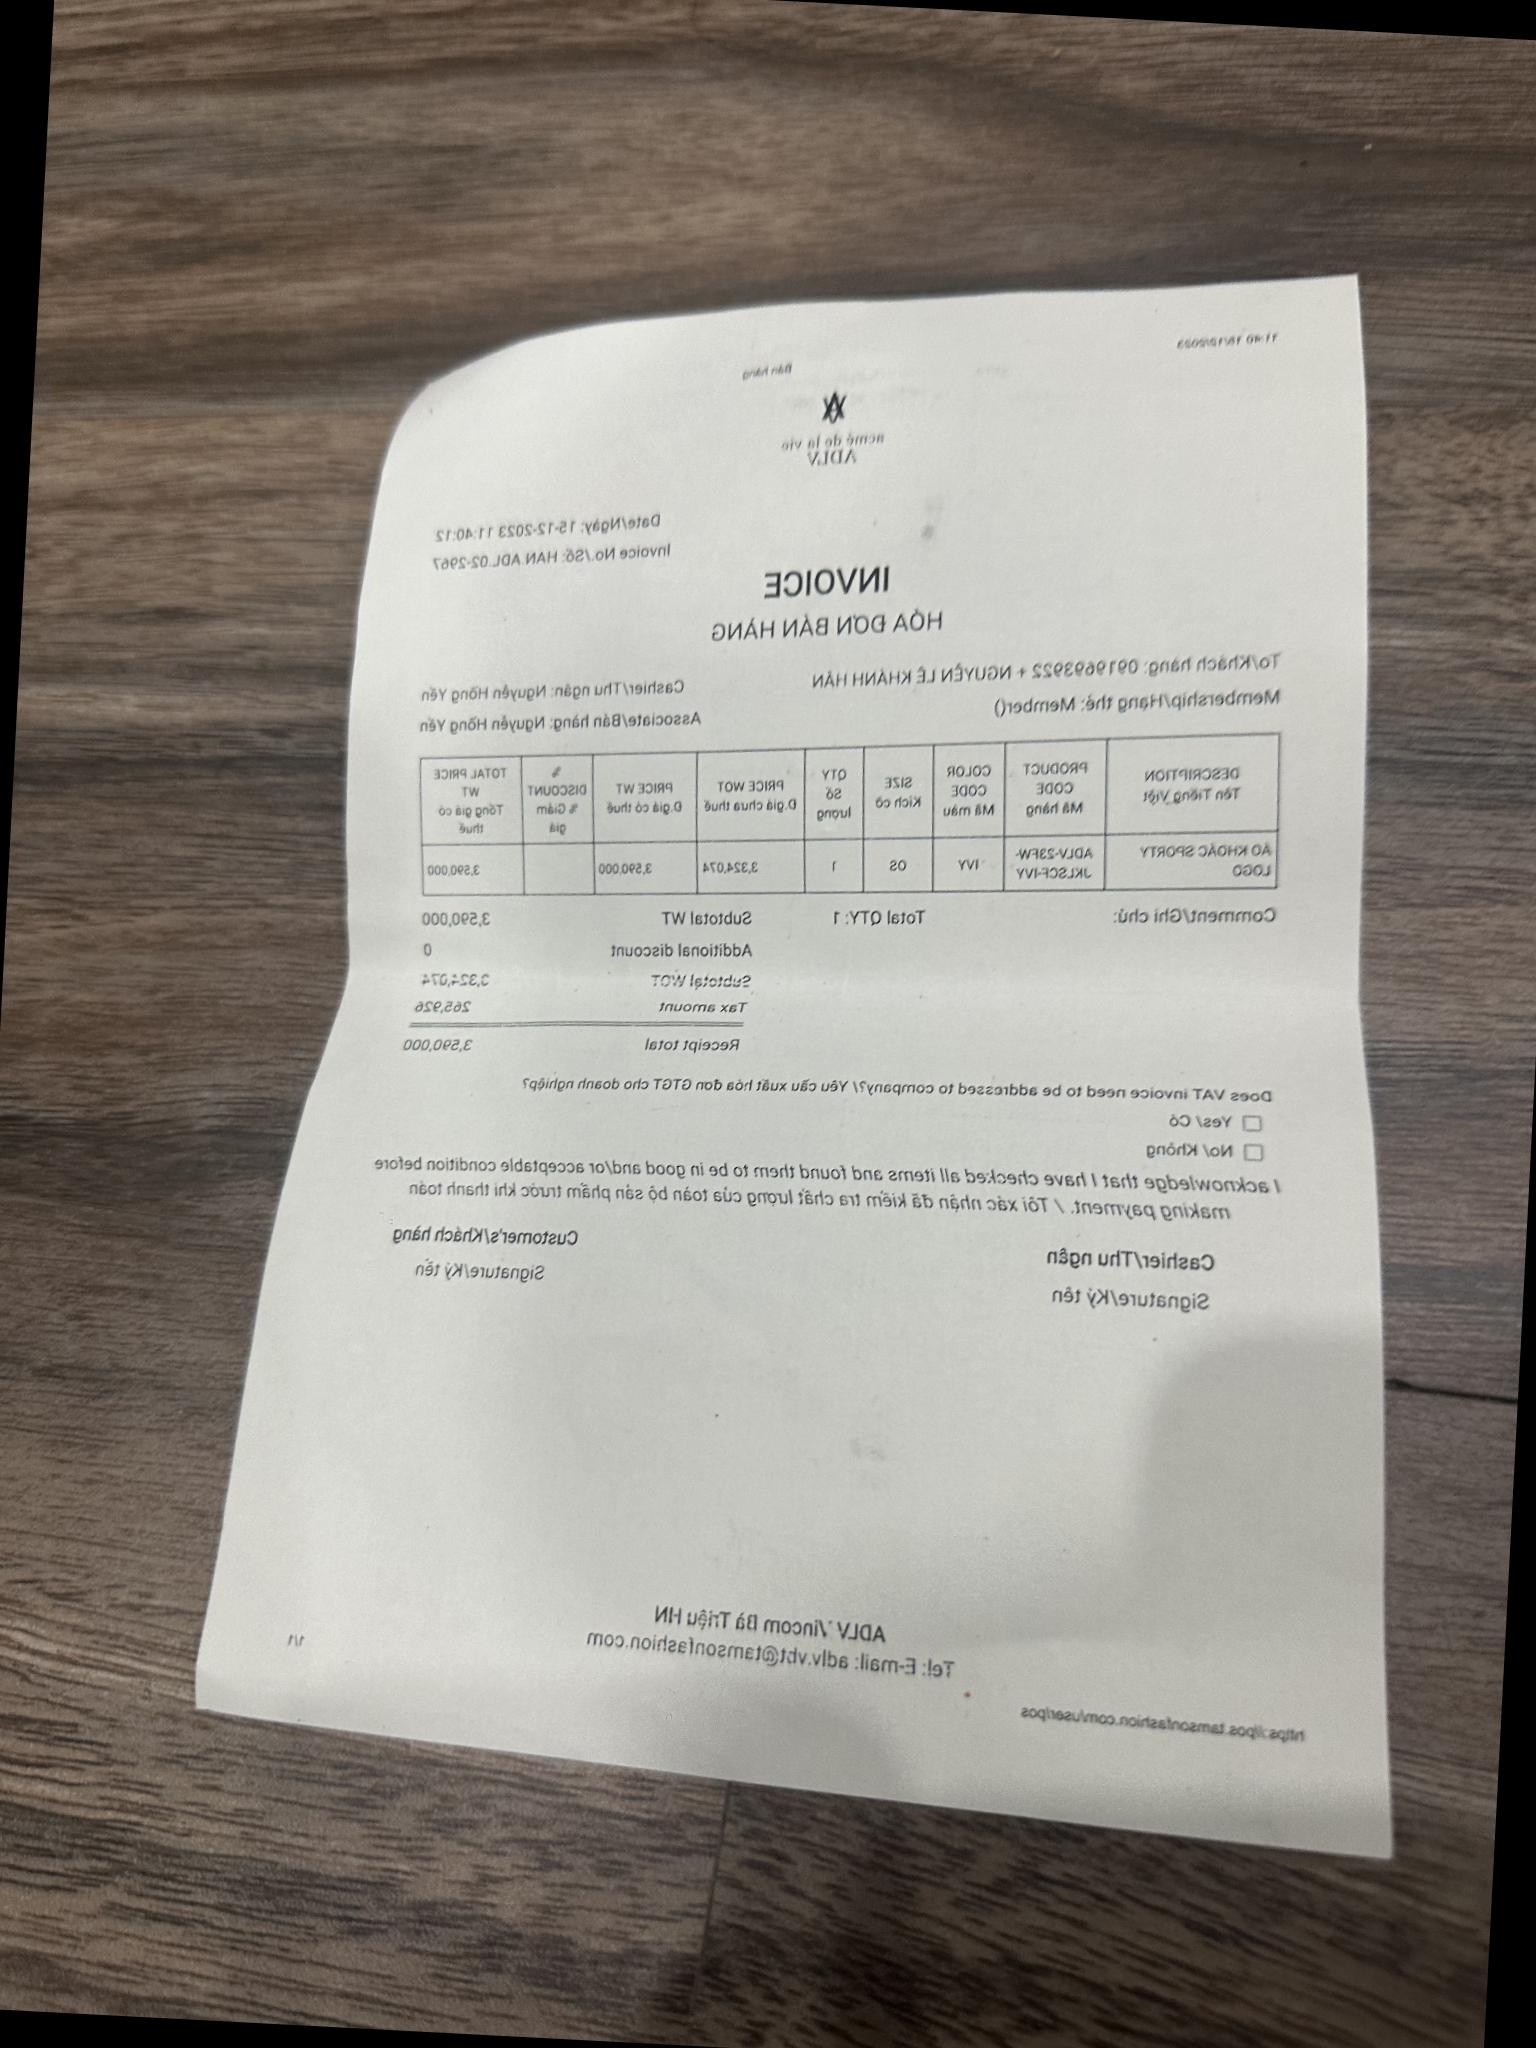 11:40 15/12/2023
Bán hàng
acmé de la vie
ADLV
Date/Ngày: 15-12-2023 11:40:12
Invoice No./Số: HAN.ADL.02-2967
INVOICE
HÓA ĐƠN BÁN HÀNG
To/Khách hàng: 0919693922 + NGUYỄN LÊ KHÁNH HÂN
Cashier/Thu ngân: Nguyễn Hồng Yến
Membership/Hạng thẻ: Member()
Associate/Bán hàng: Nguyễn Hồng Yến
DESCRIPTION Tên Tiếng Việt
PRODUCT CODE Mã hàng
COLOR CODE Mã màu
SIZE Kích cỡ
QTY Số lượng
PRICE WOT Đ.giá chưa thuế
PRICE WT Đ.giá có thuế
% DISCOUNT % Giảm giá
TOTAL PRICE WT Tổng giá có thuế
ÁO KHOÁC SPORTY LOGO
ADLV-23FW-JKLSCF-IVY
IVY
OS
1
3,324,074
3,590,000
3,590,000
Comment/Ghi chú:
Total QTY: 1
Subtotal WT 3,590,000
Additional discount 0
Subtotal WOT 3,324,074
Tax amount 265,926
Receipt total 3,590,000
Does VAT invoice need to be addressed to company?/ Yêu cầu xuất hóa đơn GTGT cho doanh nghiệp?
Yes/ Có
No/ Không
I acknowledge that I have checked all items and found them to be in good and/or acceptable condition before
making payment. / Tôi xác nhận đã kiểm tra chất lượng của toàn bộ sản phẩm trước khi thanh toán
Cashier/Thu ngân
Customer's/Khách hàng
Signature/Ký tên
Signature/Ký tên
ADLV Vincom Bà Triệu HN
Tel: E-mail: adlv.vbt@tamsonfashion.com
1/1
https://pos.tamsonfashion.com/user/pos